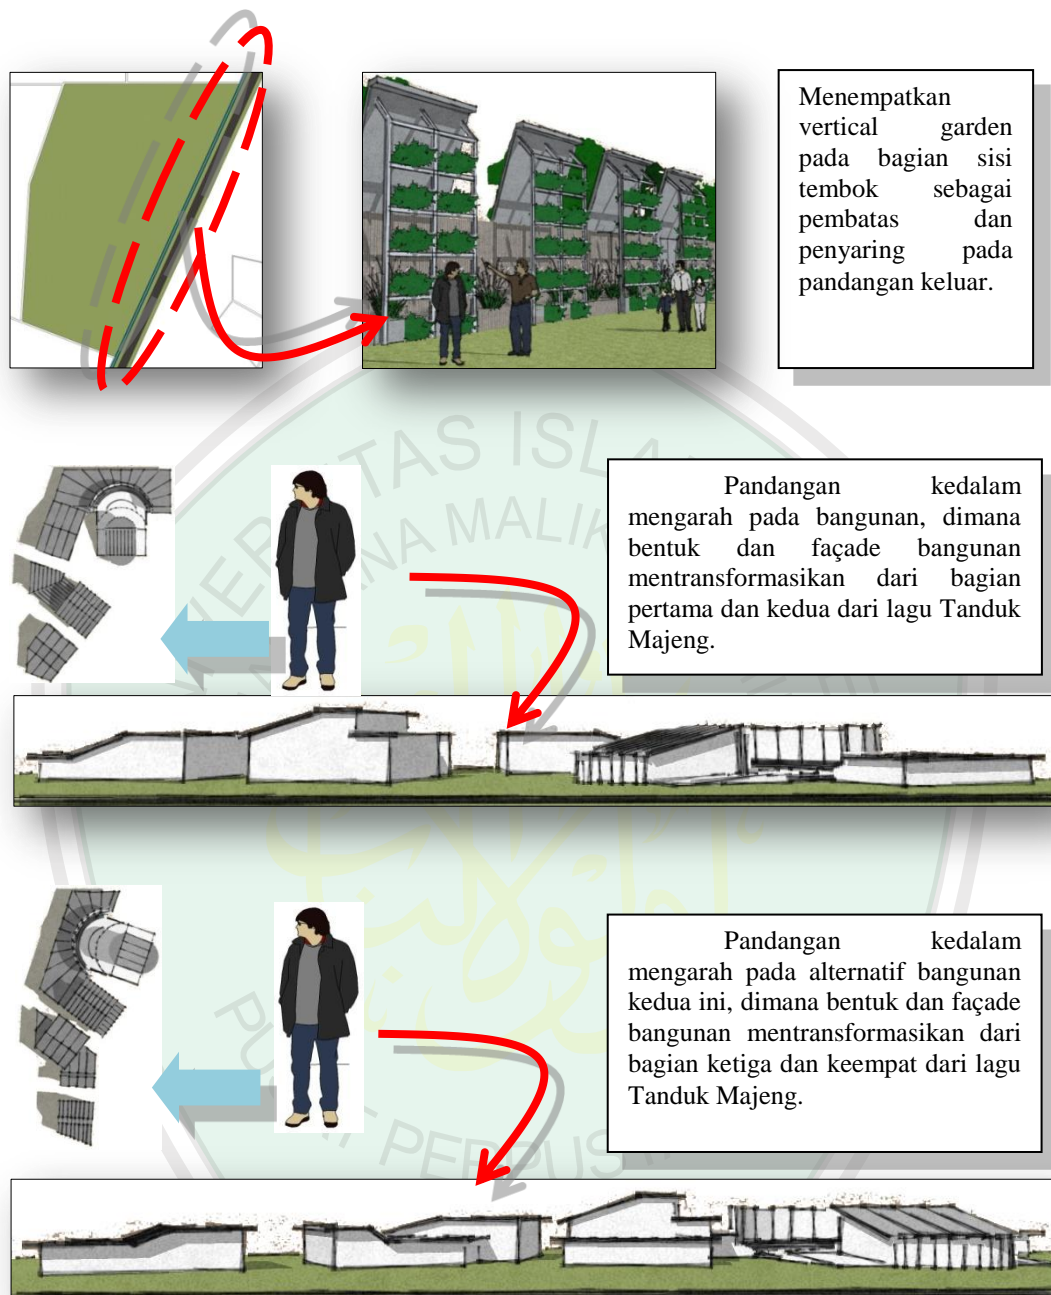 Menempatkan
vertical garden
pada bagian sisi
tembok sebagai
pembatas dan
penyaring pada
pandangan keluar.
Pandangan kedalam
mengarah pada bangunan, dimana
bentuk dan façade bangunan
mentransformasikan dari bagian
pertama dan kedua dari lagu Tanduk
Majeng.
Pandangan kedalam
mengarah pada alternatif bangunan
kedua ini, dimana bentuk dan façade
bangunan mentransformasikan dari
bagian ketiga dan keempat dari lagu
Tanduk Majeng.